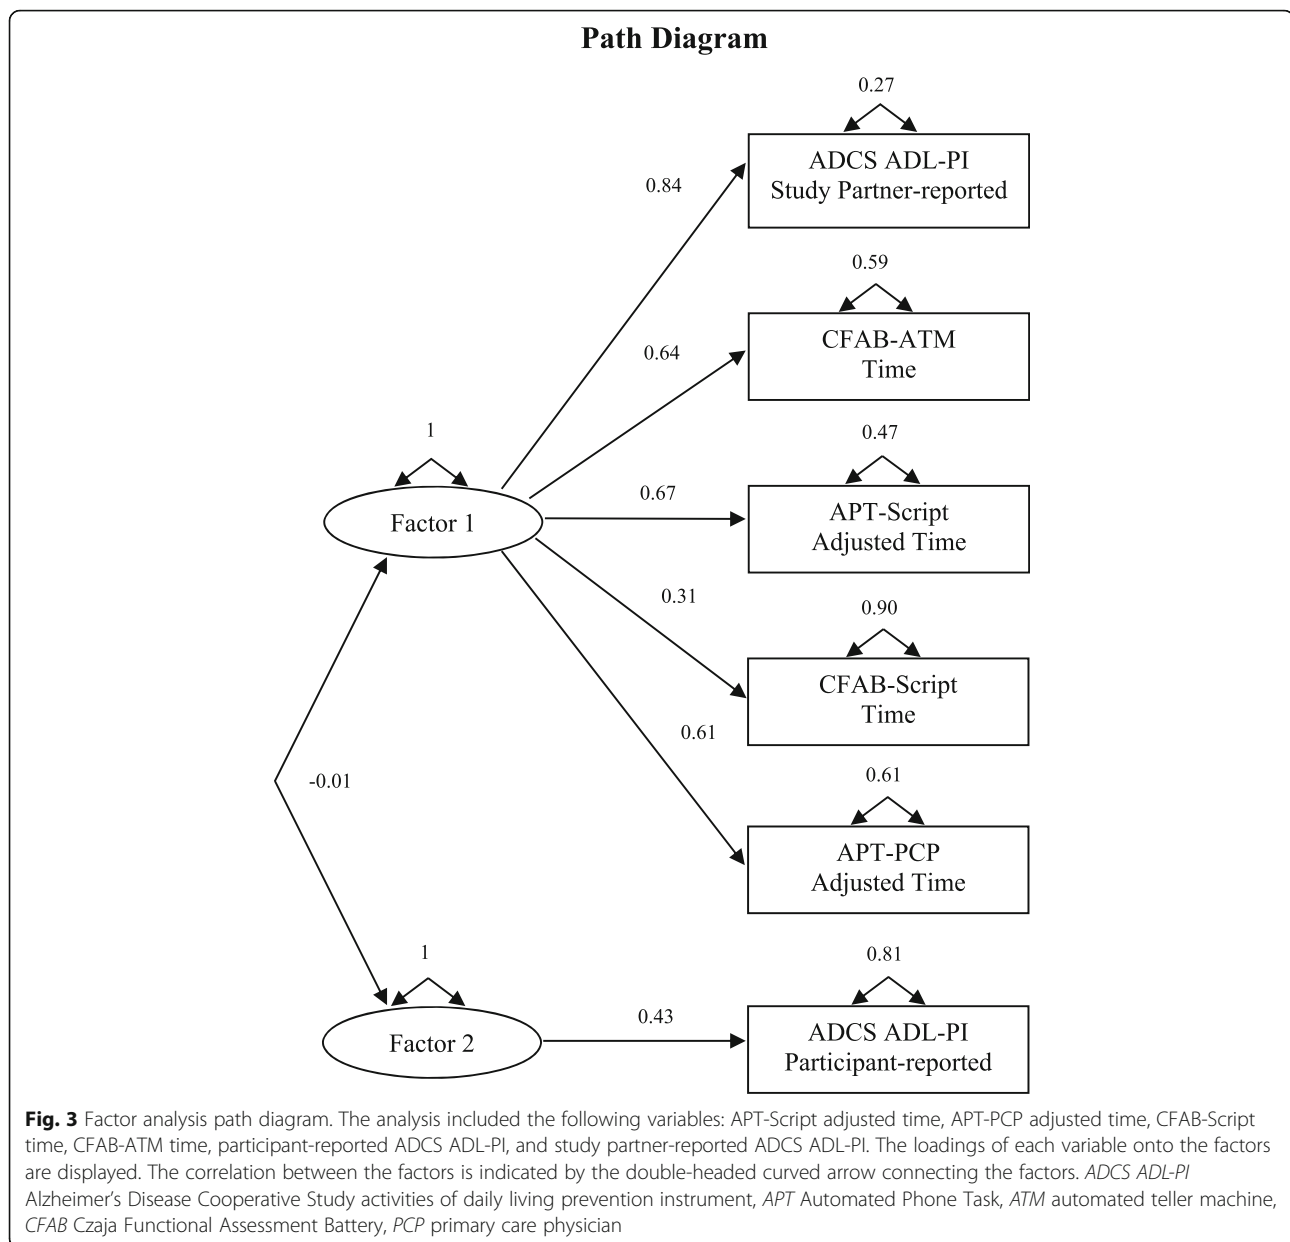 Path Diagram
0.27
ADCS ADL-PI
Study Partner-reported
0.84
0.59
CFAB-ATM
Time
0.64
1
0.47
Factor 1
0.67
APT-Script
Adjusted Time
0.31
0.90
CFAB-Script
Time
0.61
-0.01
0.61
APT-PCP
Adjusted Time
1
0.81
Factor 2
0.43
ADCS ADL-PI
Participant-reported
Fig. 3 Factor analysis path diagram. The analysis included the following variables: APT-Script adjusted time, APT-PCP adjusted time, CFAB-Script
time, CFAB-ATM time, participant-reported ADCS ADL-PI, and study partner-reported ADCS ADL-PI. The loadings of each variable onto the factors
are displayed. The correlation between the factors is indicated by the double-headed curved arrow connecting the factors. ADCS ADL-PI
Alzheimer’s Disease Cooperative Study activities of daily living prevention instrument, APT Automated Phone Task, ATM automated teller machine,
CFAB Czaja Functional Assessment Battery, PCP primary care physician